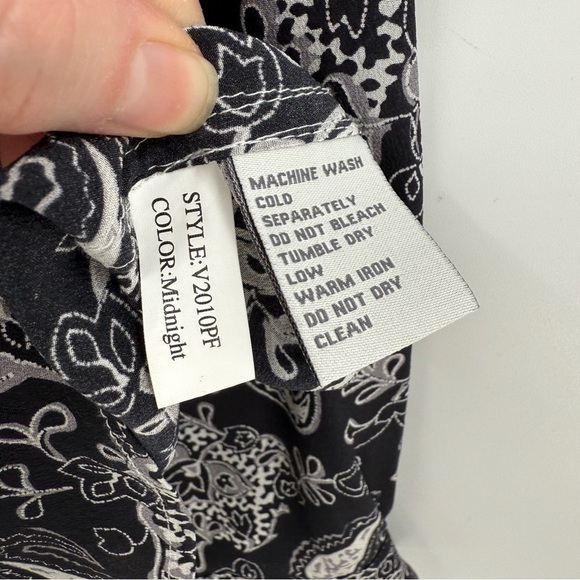 STYLE:V2010PF
COLOR:Midnight
MACHINE WASH
COLD
SEPARATELY
DO NOT BLEACH
TUMBLE DRY
LOW
WARM IRON
DO NOT DRY
CLEAN